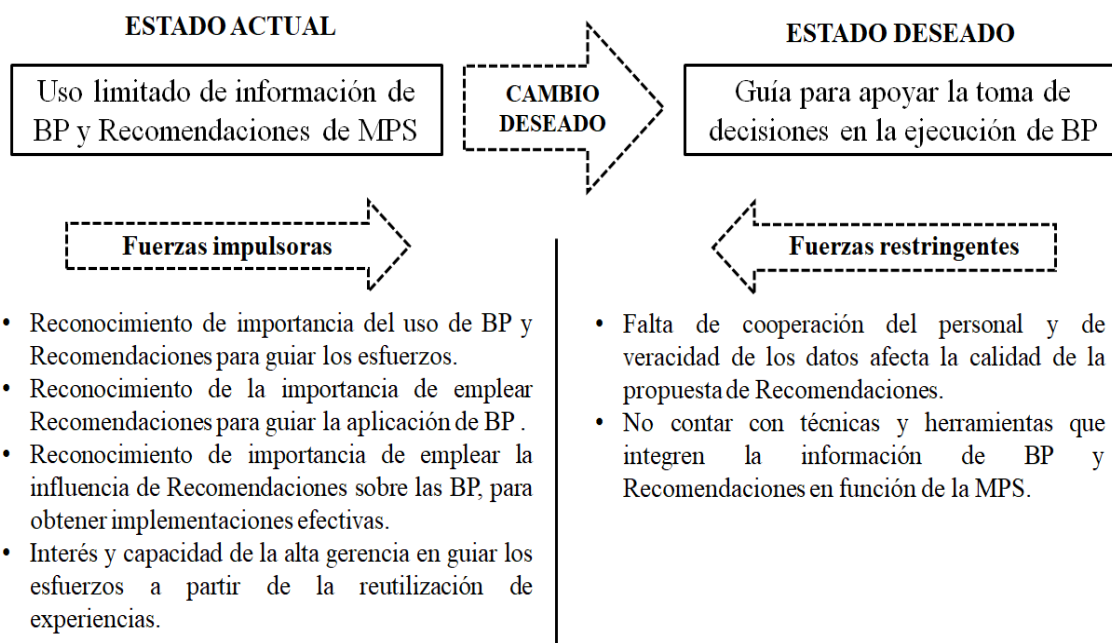 ESTADO ACTUAL
Uso limitado de información de
BP y Recomendaciones de MPS
CAMBIO
DESEADO
ESTADO DESEADO
Guía para apoyar la toma de
decisiones en la ejecución de BP
Fuerzas impulsoras
• Reconocimiento de importancia del uso de BP y
Recomendaciones para guiar los esfuerzos.
• Reconocimiento de la importancia de emplear
Recomendaciones para guiar la aplicación de BP .
• Reconocimiento de importancia de emplear la
influencia de Recomendaciones sobre las BP, para
obtener implementaciones efectivas.
• Interés y capacidad de la alta gerencia en guiar los
esfuerzos a partir de la reutilización de
experiencias.
Fuerzas restringentes
• Falta de cooperación del personal y de
veracidad de los datos afecta la calidad de la
propuesta de Recomendaciones.
• No contar con técnicas y herramientas que
integren la información de BP y
Recomendaciones en función de la MPS.